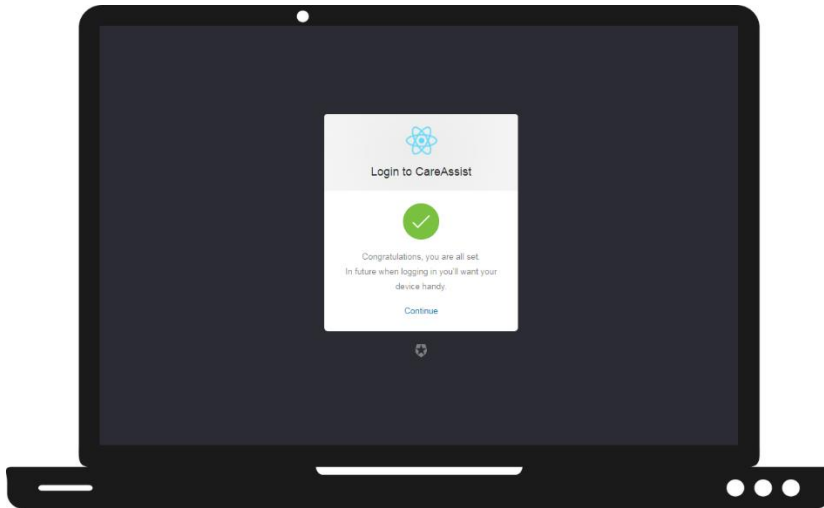 Login to CareAssist
Congratulations, you are all set.
In future when logging in you'll want your
device handy.
Continue